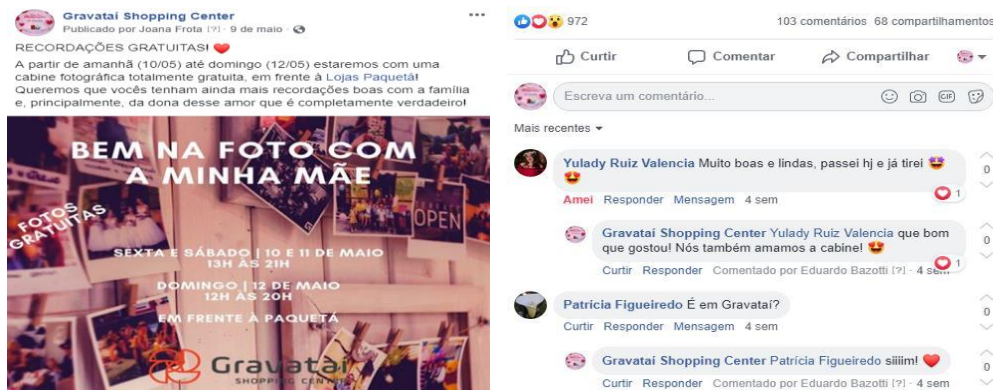 Gravataí Shopping Center
Publicado por Joana Frota [?] · 9 de maio ·
RECORDAÇÕES GRATUITAS! ❤
A partir de amanhã (10/05) até domingo (12/05) estaremos com uma
cabine fotográfica totalmente gratuita, em frente à Lojas Paquetá!
Queremos que vocês tenham ainda mais recordações boas com a família
e, principalmente, da dona desse amor que é completamente verdadeiro!
BEM NA FOTO COM
A MINHA MÃE
FOTOS
GRATUITAS
OPEN
SEXTA E SÁBADO | 10 E 11 DE MAIO
13H ÀS 21H
DOMINGO | 12 DE MAIO
12H ÀS 20H
EM FRENTE À PAQUETÁ
Gravataí
SHOPPING CENTER
972
103 comentários 68 compartilhamentos
Curtir Comentar Compartilhar
Escreva um comentário...
GIF
Mais recentes
Yulady Ruiz Valencia Muito boas e lindas, passei hj e já tirei 🤩
😍
1
0
Amei Responder Mensagem 4 sem
Gravataí Shopping Center Yulady Ruiz Valencia que bom
que gostou! Nós também amamos a cabine! 😍
1
0
Curtir Responder Comentado por Eduardo Bazotti [?] · 4 sem
Patrícia Figueiredo É em Gravataí?
0
Curtir Responder Mensagem 4 sem
Gravataí Shopping Center Patrícia Figueiredo siiiim! ❤
0
Curtir Responder Comentado por Eduardo Bazotti [?] · 4 sem